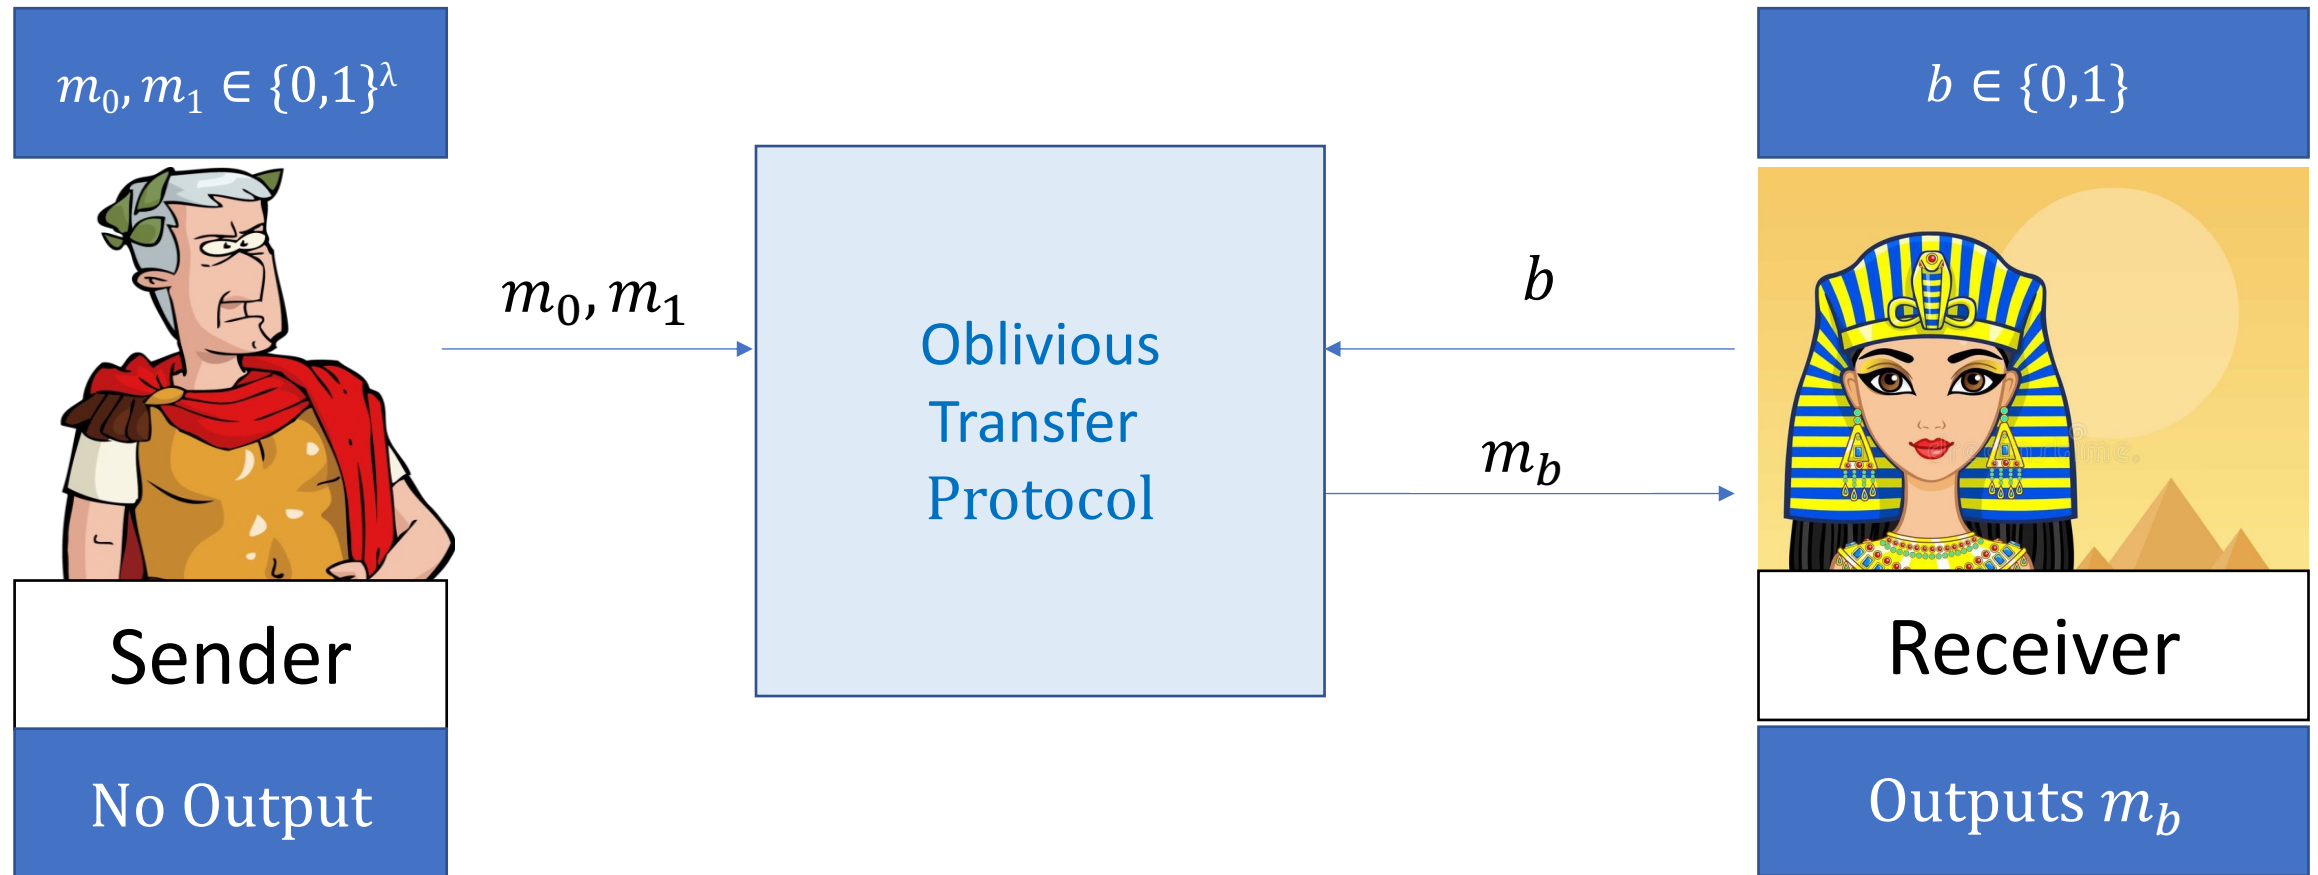 m₀, m₁ ∈ {0,1}^λ
b ∈ {0,1}
m₀, m₁
b
Oblivious
Transfer
Protocol
m_b
Sender
Receiver
No Output
Outputs m_b